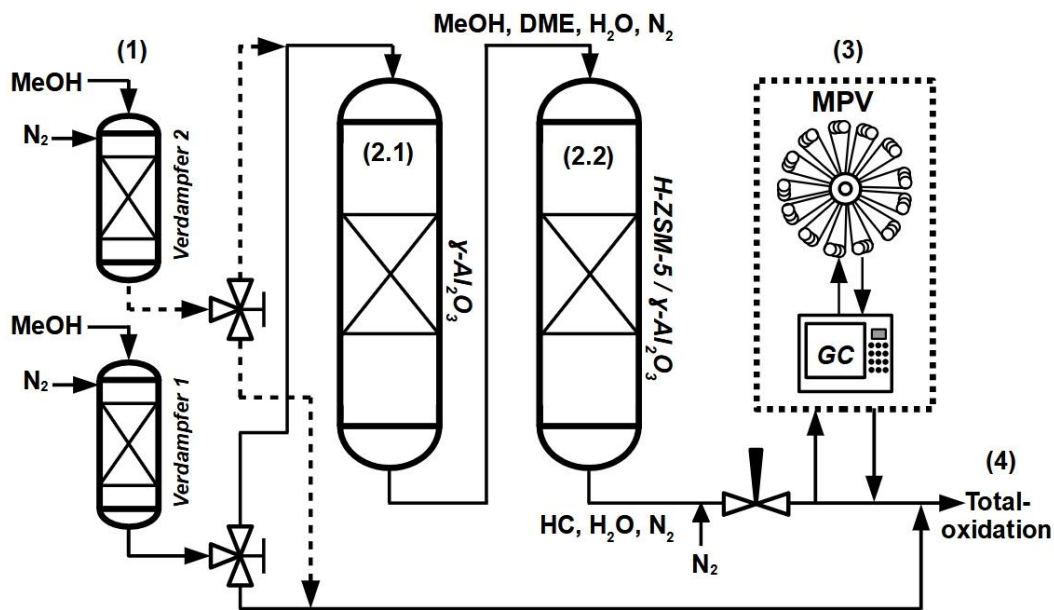 (1)
MeOH
N₂
Verdampfer 2
MeOH
N₂
Verdampfer 1
(2.1)
γ-Al₂O₃
MeOH, DME, H₂O, N₂
(2.2)
H-ZSM-5 / γ-Al₂O₃
HC, H₂O, N₂
N₂
(3)
MPV
GC
(4)
Total-
oxidation